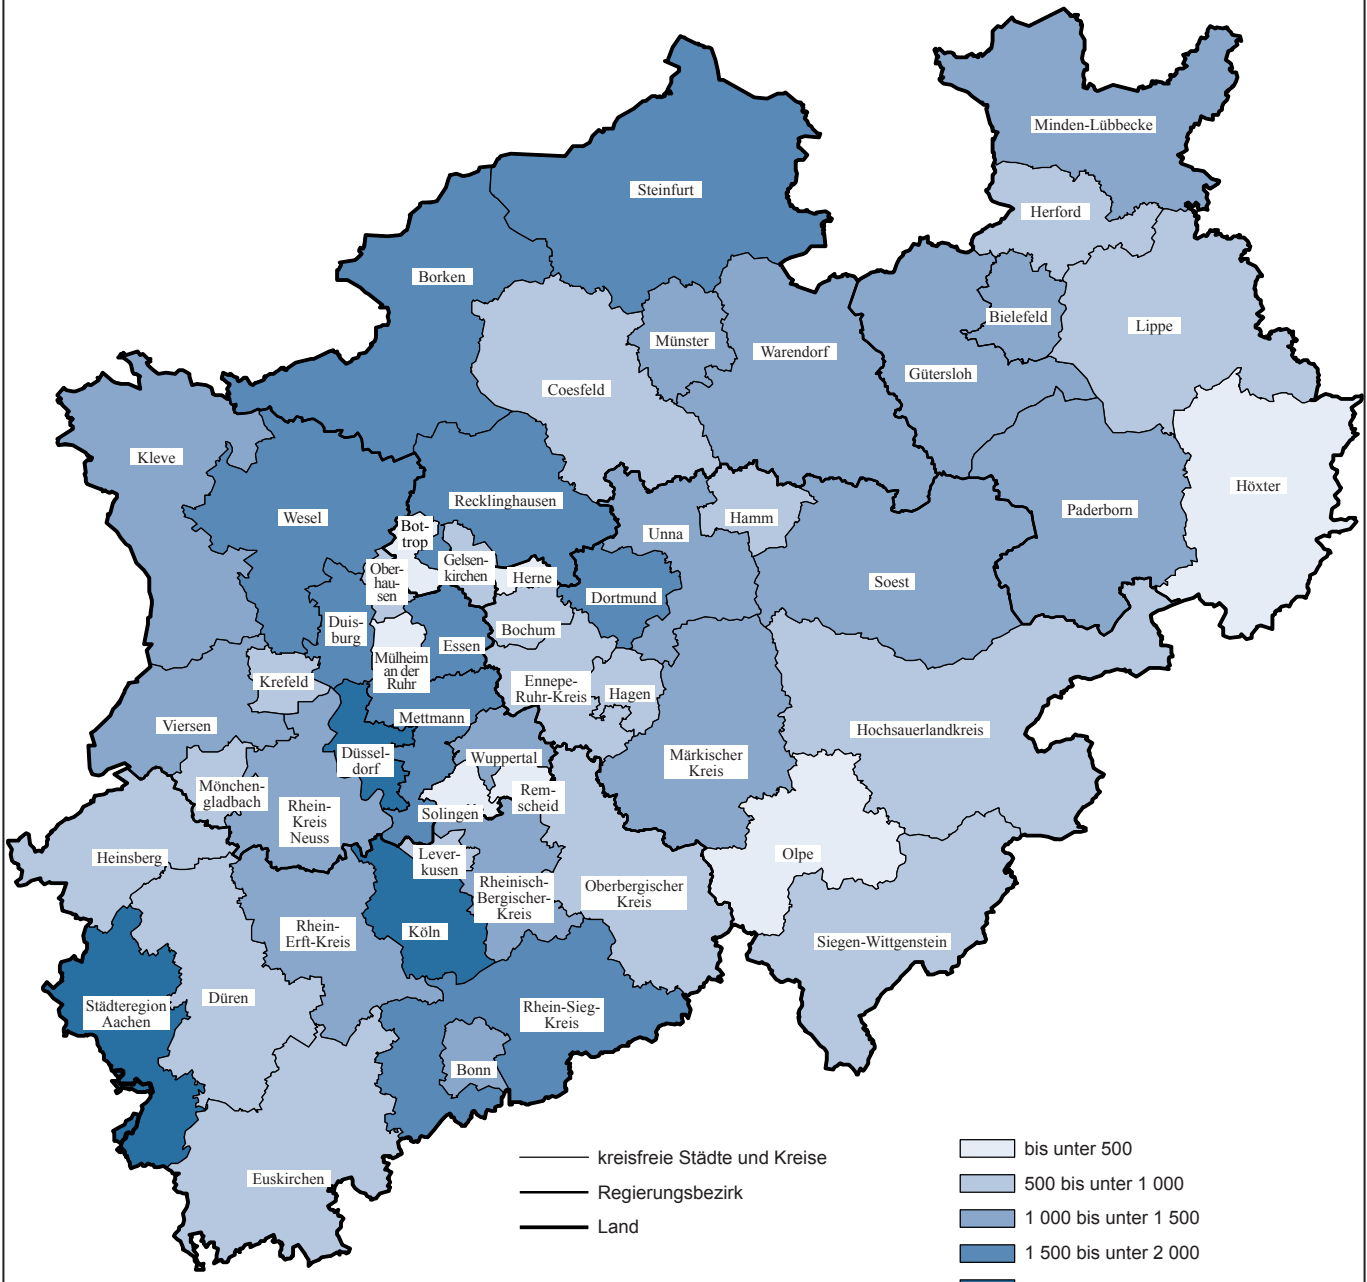 Minden-Lübbecke
Steinfurt
Herford
Borken
Bielefeld
Lippe
Münster
Warendorf
Gütersloh
Coesfeld
Kleve
Höxter
Recklinghausen
Paderborn
Wesel
Hamm
Bot-
trop
Unna
Gelsen-
kirchen
Ober-
hau-
sen
Herne
Soest
Dortmund
Duis-
burg
Bochum
Essen
Mülheim
an der
Ruhr
Krefeld
Ennepe-
Ruhr-Kreis
Hagen
Viersen
Mettmann
Hochsauerlandkreis
Düssel-
dorf
Wuppertal
Märkischer
Kreis
Mönchen-
gladbach
Rem-
scheid
Rhein-
Kreis
Neuss
Solingen
Heinsberg
Lever-
kusen
Olpe
Rheinisch-
Bergischer-
Kreis
Oberbergischer
Kreis
Rhein-
Erft-Kreis
Köln
Siegen-Wittgenstein
Düren
Städteregion
Aachen
Rhein-Sieg-
Kreis
Bonn
Euskirchen
kreisfreie Städte und Kreise
Regierungsbezirk
Land
bis unter 500
500 bis unter 1 000
1 000 bis unter 1 500
1 500 bis unter 2 000